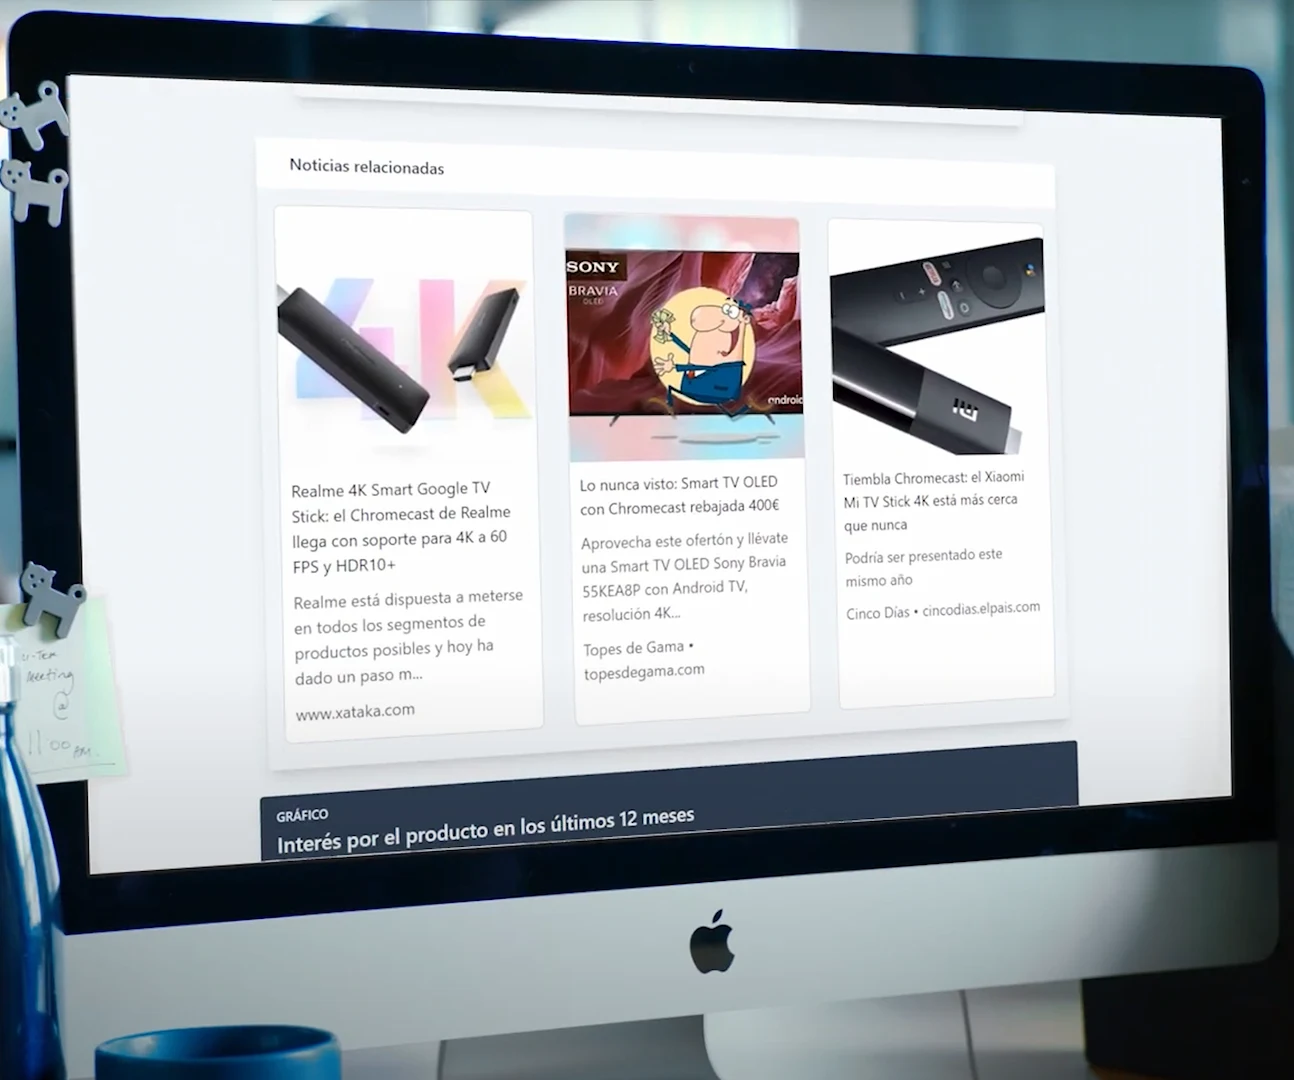 Noticias relacionadas
4K
Realme 4K Smart Google TV
Stick: el Chromecast de Realme
llega con soporte para 4K a 60
FPS y HDR10+
Realme está dispuesta a meterse
en todos los segmentos de
productos posibles y hoy ha
dado un paso m...
www.xataka.com
SONY
BRAVIA
OLED
android
Lo nunca visto: Smart TV OLED
con Chromecast rebajada 400€
Aprovecha este ofertón y llévate
una Smart TV OLED Sony Bravia
55KEA8P con Android TV,
resolución 4K...
Topes de Gama •
topesdegama.com
Tiembla Chromecast: el Xiaomi
Mi TV Stick 4K está más cerca
que nunca
Podría ser presentado este
mismo año
Cinco Días • cincodias.elpais.com
GRÁFICO
Interés por el producto en los últimos 12 meses
Meeting
@
11:00